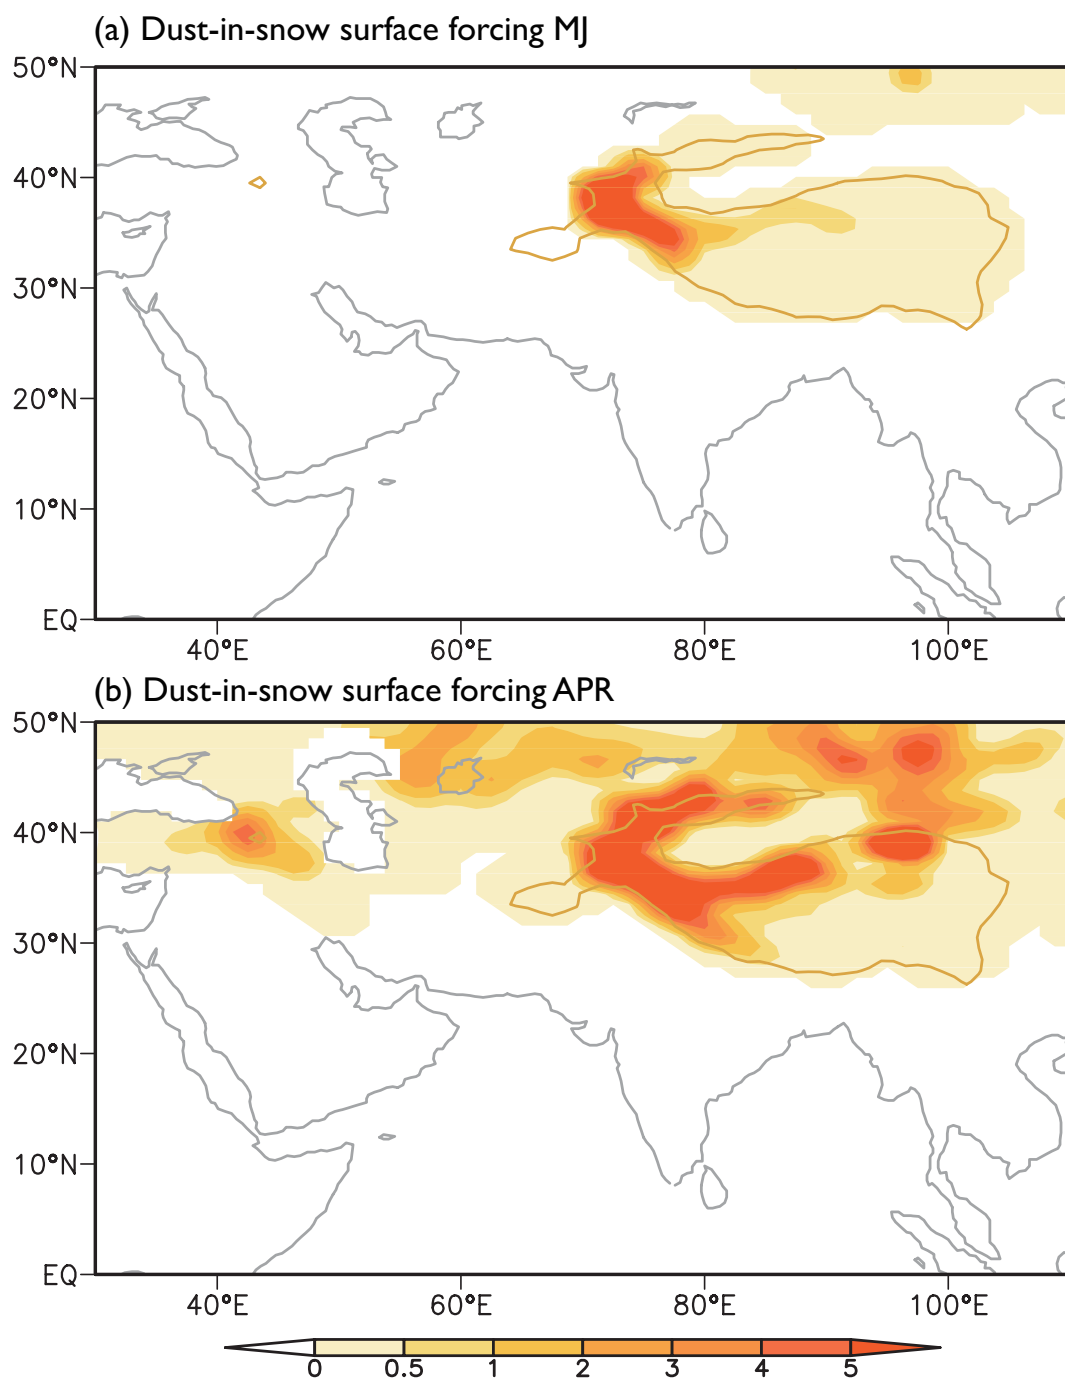 (a) Dust-in-snow surface forcing MJ
50°N
40°N
30°N
20°N
10°N
EQ
40°E 60°E 80°E 100°E
(b) Dust-in-snow surface forcing APR
50°N
40°N
30°N
20°N
10°N
EQ
40°E 60°E 80°E 100°E
0 0.5 1 2 3 4 5